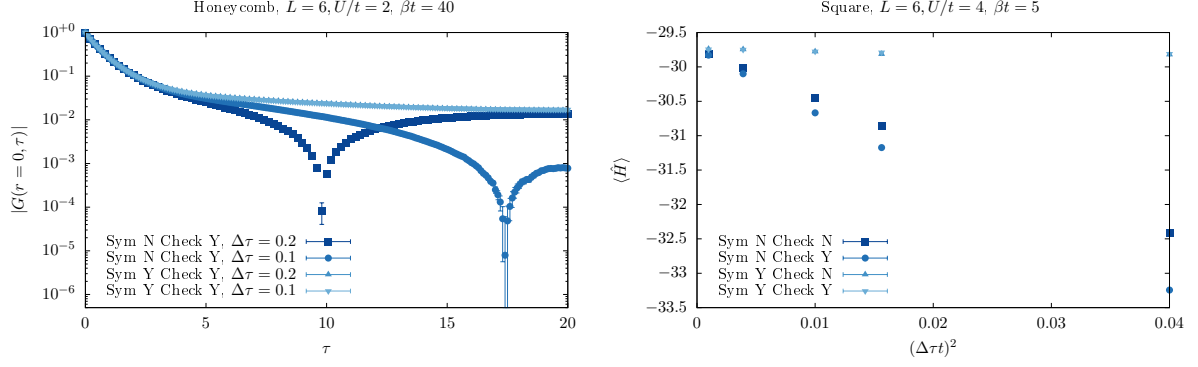 Honeycomb, L = 6, U/t = 2, βt = 40
|G(r = 0, τ)|
10⁺⁰
10⁻¹
10⁻²
10⁻³
10⁻⁴
10⁻⁵
10⁻⁶
Sym N Check Y, Δτ = 0.2
Sym N Check Y, Δτ = 0.1
Sym Y Check Y, Δτ = 0.2
Sym Y Check Y, Δτ = 0.1
0 5 10 15 20
τ
Square, L = 6, U/t = 4, βt = 5
⟨Ĥ⟩
−29.5
−30
−30.5
−31
−31.5
−32
−32.5
−33
−33.5
Sym N Check N
Sym N Check Y
Sym Y Check N
Sym Y Check Y
0 0.01 0.02 0.03 0.04
(Δτt)²